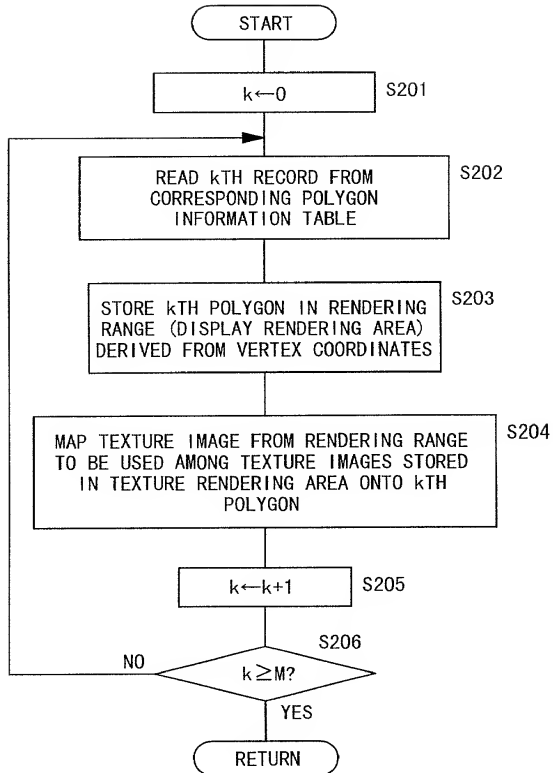 START
k←0
S201
READ kTH RECORD FROM
CORRESPONDING POLYGON
INFORMATION TABLE
S202
STORE kTH POLYGON IN RENDERING
RANGE (DISPLAY RENDERING AREA)
DERIVED FROM VERTEX COORDINATES
S203
MAP TEXTURE IMAGE FROM RENDERING RANGE
TO BE USED AMONG TEXTURE IMAGES STORED
IN TEXTURE RENDERING AREA ONTO kTH
POLYGON
S204
k←k+1
S205
S206
k≧M?
NO
YES
RETURN